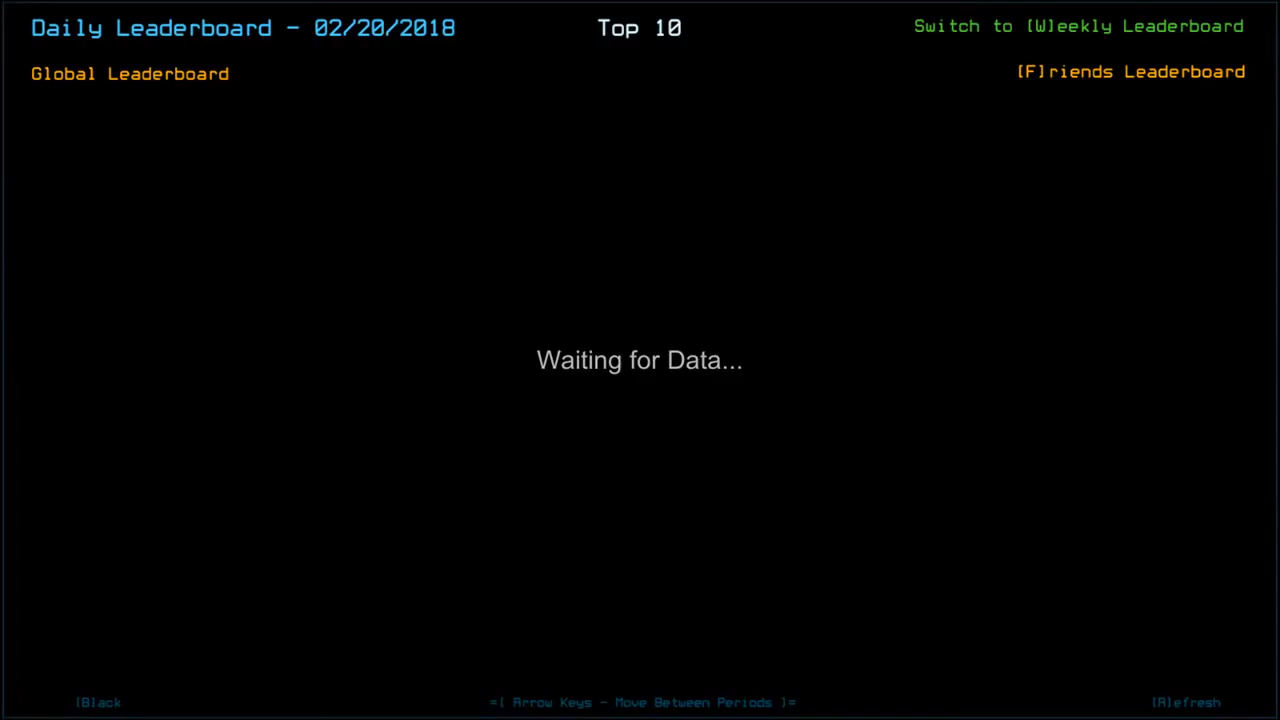 Daily Leaderboard - 02/20/2018
Top 10
Switch to [W]eekly Leaderboard
Global Leaderboard
[F]riends Leaderboard
Waiting for Data...
[B]ack
=[ Arrow Keys - Move Between Periods ]=
[R]efresh